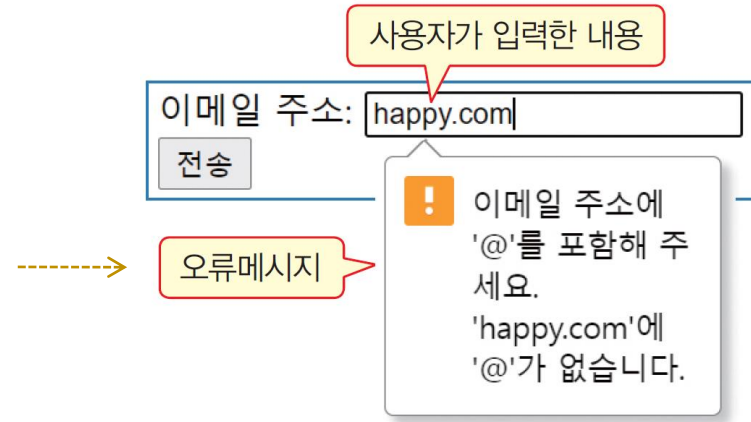 사용자가 입력한 내용
이메일 주소: happy.com
전송
! 이메일 주소에
'@'를 포함해 주
세요.
'happy.com'에
'@'가 없습니다.
오류메시지